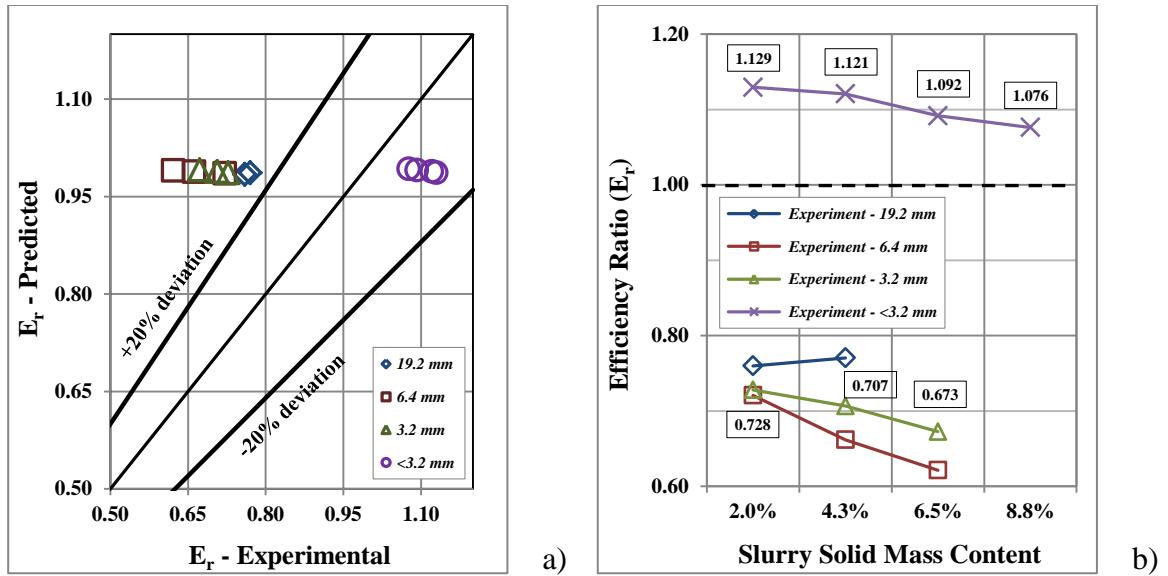 1.10
0.95
0.80
0.65
0.50
0.50
0.65
0.80
0.95
1.10
Er - Predicted
Er - Experimental
+20% deviation
-20% deviation
19.2 mm
6.4 mm
3.2 mm
<3.2 mm
a)
1.20
1.00
0.80
0.60
Efficiency Ratio (Er)
1.129
1.121
1.092
1.076
Experiment - 19.2 mm
Experiment - 6.4 mm
Experiment - 3.2 mm
Experiment - <3.2 mm
0.707
0.673
0.728
2.0%
4.3%
6.5%
8.8%
Slurry Solid Mass Content
b)